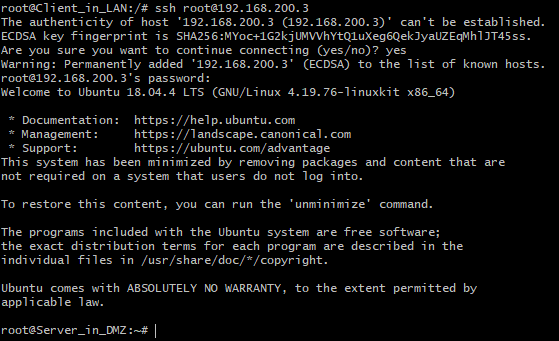 root@Client_in_LAN:/# ssh root@192.168.200.3
The authenticity of host '192.168.200.3 (192.168.200.3)' can't be established.
ECDSA key fingerprint is SHA256:MYoc+1G2kjUMVVhYtQ1uXeg6QekJyaUZEqMhlJT45ss.
Are you sure you want to continue connecting (yes/no)? yes
Warning: Permanently added '192.168.200.3' (ECDSA) to the list of known hosts.
root@192.168.200.3's password:
Welcome to Ubuntu 18.04.4 LTS (GNU/Linux 4.19.76-linuxkit x86_64)
* Documentation:  https://help.ubuntu.com
* Management:     https://landscape.canonical.com
* Support:        https://ubuntu.com/advantage
This system has been minimized by removing packages and content that are
not required on a system that users do not log into.
To restore this content, you can run the 'unminimize' command.
The programs included with the Ubuntu system are free software;
the exact distribution terms for each program are described in the
individual files in /usr/share/doc/*/copyright.
Ubuntu comes with ABSOLUTELY NO WARRANTY, to the extent permitted by
applicable law.
root@Server_in_DMZ:~#